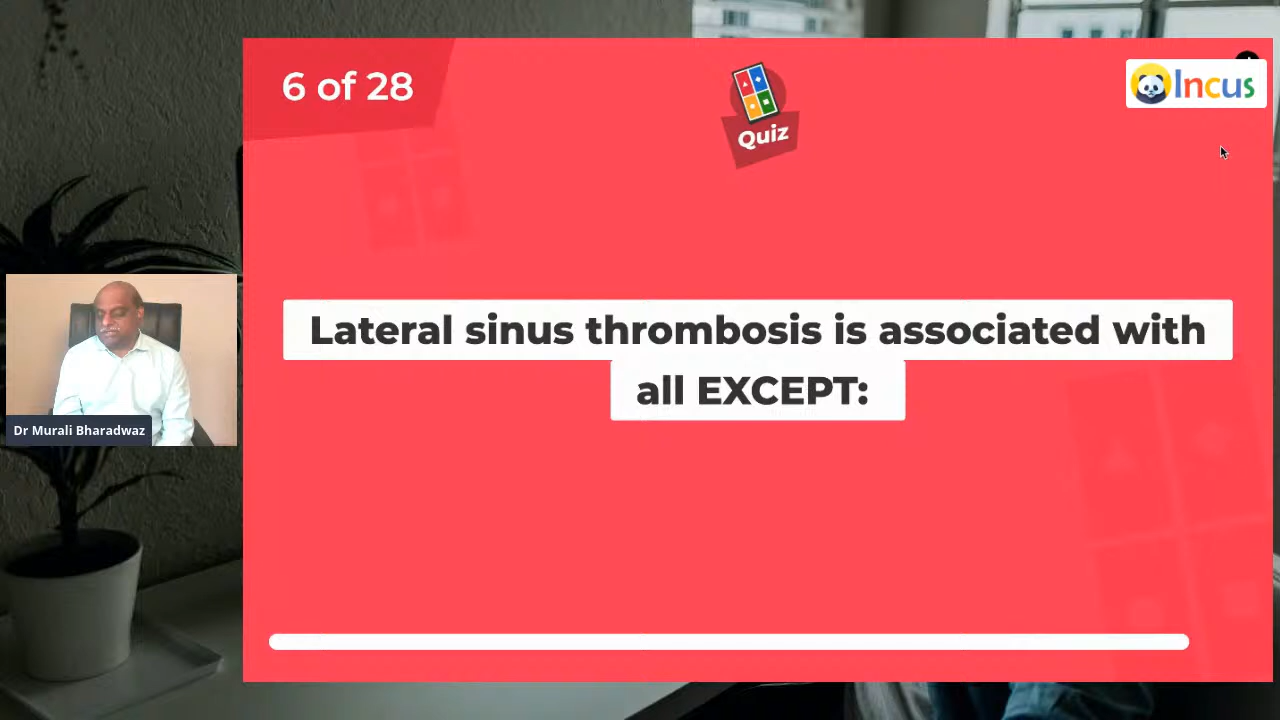 6 of 28
Quiz
Incus
Lateral sinus thrombosis is associated with
all EXCEPT:
Dr Murali Bharadwaz